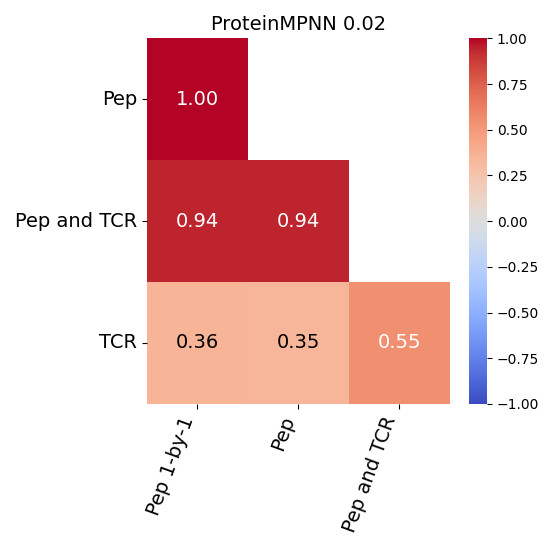 ProteinMPNN 0.02
Pep
1.00
Pep and TCR
0.94 0.94
TCR
0.36 0.35 0.55
Pep 1-by-1
Pep
Pep and TCR
1.00
0.75
0.50
0.25
0.00
−0.25
−0.50
−0.75
−1.00